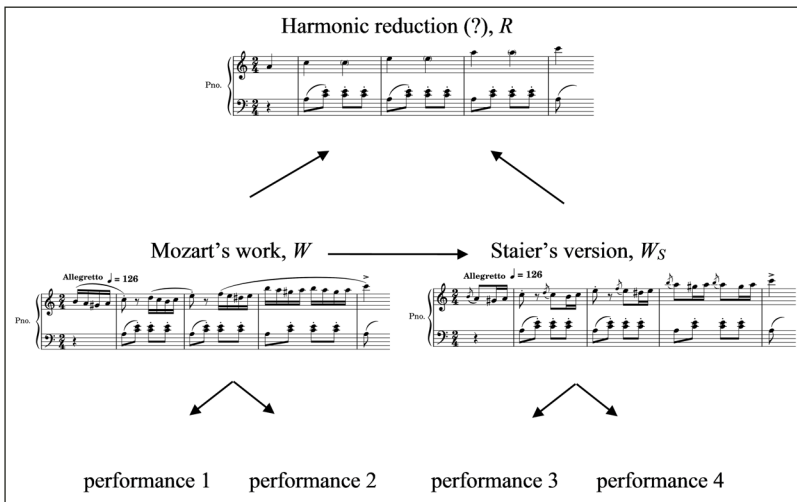 Harmonic reduction (?), R
Pno.
Mozart's work, W
Staier's version, WS
Allegretto ♩ = 126
Allegretto ♩ = 126
Pno.
Pno.
performance 1
performance 2
performance 3
performance 4